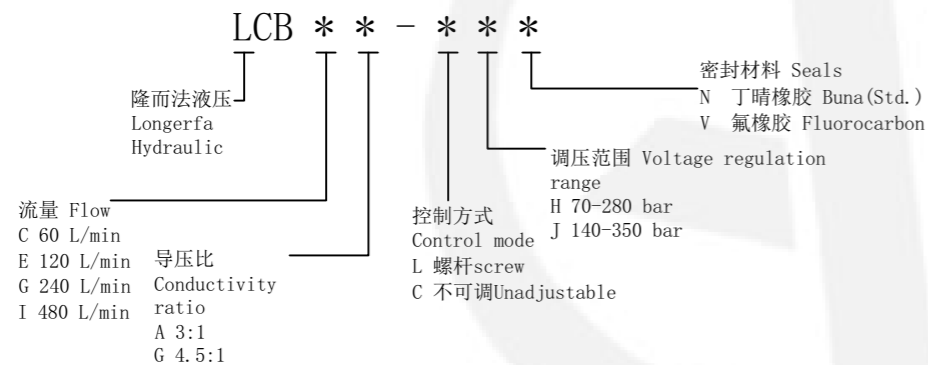 LCB * * - * * *
隆而法液压
Longerfa
Hydraulic
流量 Flow
C 60 L/min
E 120 L/min
G 240 L/min
I 480 L/min
导压比
Conductivity
ratio
A 3:1
G 4.5:1
控制方式
Control mode
L 螺杆screw
C 不可调Unadjustable
调压范围 Voltage regulation
range
H 70-280 bar
J 140-350 bar
密封材料 Seals
N 丁晴橡胶 Buna(Std.)
V 氟橡胶 Fluorocarbon